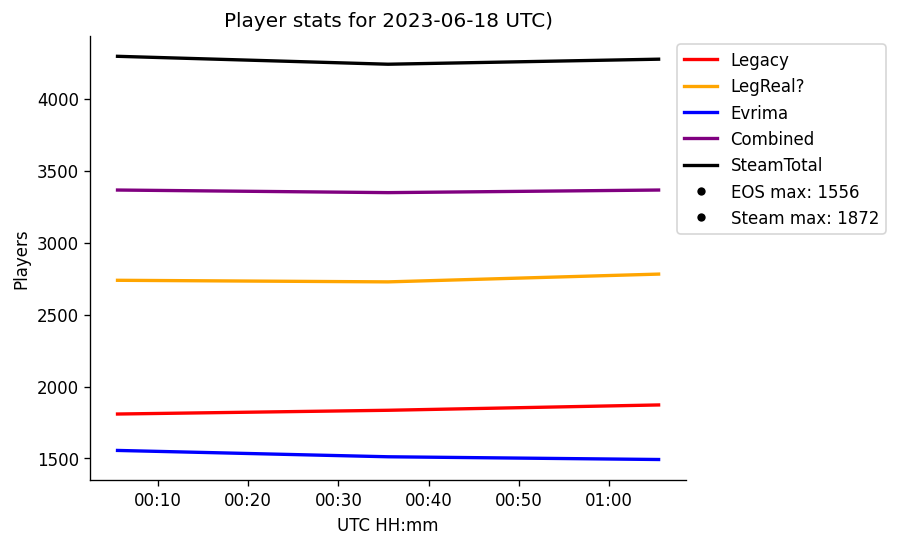 Player stats for 2023-06-18 UTC)
Legacy
LegReal?
Evrima
Combined
SteamTotal
EOS max: 1556
Steam max: 1872
Players
4000
3500
3000
2500
2000
1500
00:10 00:20 00:30 00:40 00:50 01:00
UTC HH:mm